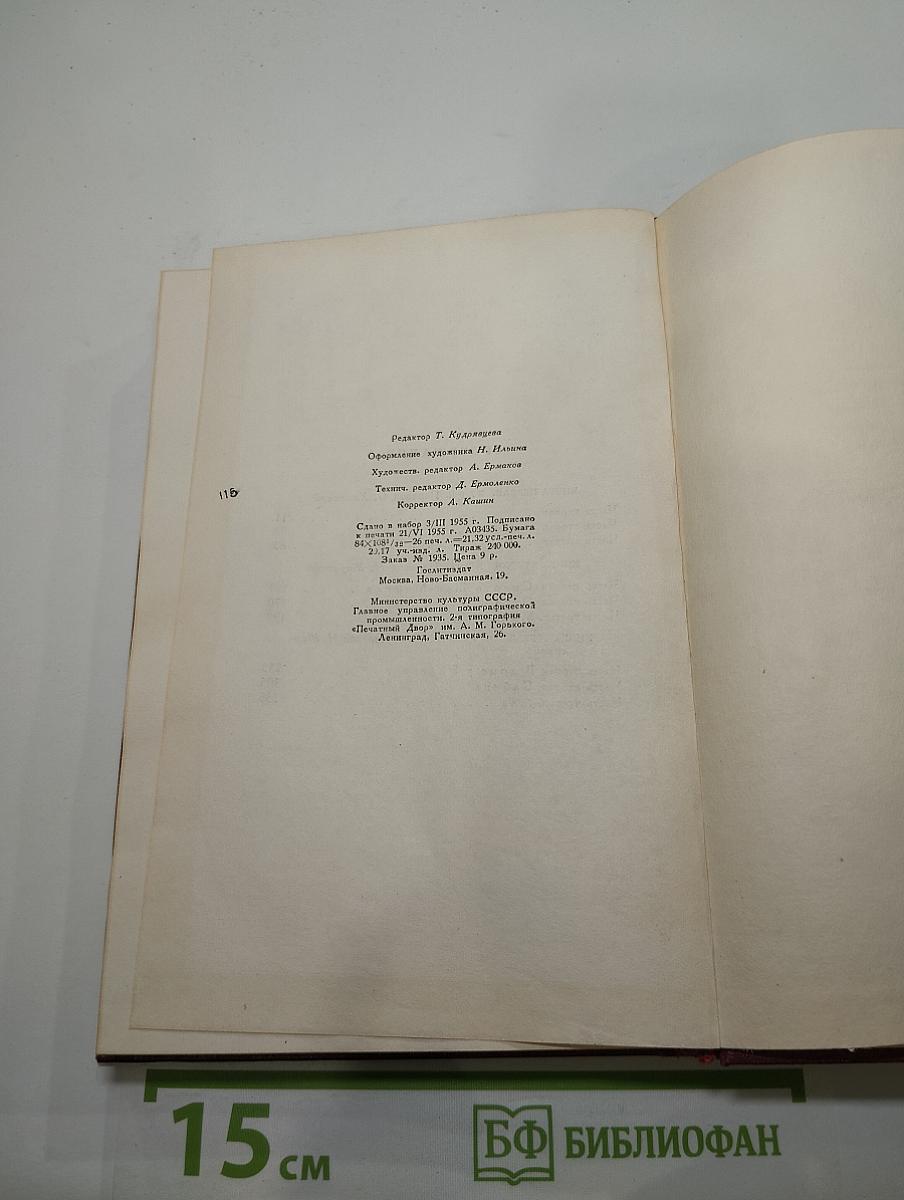 Редактор Т. Кудрявцева
Оформление художника Н. Ильина
Художеств. редактор А. Ермаков
Технич. редактор Д. Ермоленко
Корректор А. Кашин
115
Сдано в набор 3/III 1955 г. Подписано
к печати 21/VI 1955 г. А03435. Бумага
84×108¹/₃₂—26 печ. л.=21,32 усл.-печ. л.
20,17 уч.-изд. л. Тираж 240 000.
Заказ № 1935. Цена 9 р.
Гослитиздат
Москва, Ново-Басманная, 19.
Министерство культуры СССР.
Главное управление полиграфической
промышленности. 2-я типография
«Печатный Двор» им. А. М. Горького.
Ленинград, Гатчинская, 26.
15 см
БФ БИБЛИОФАН